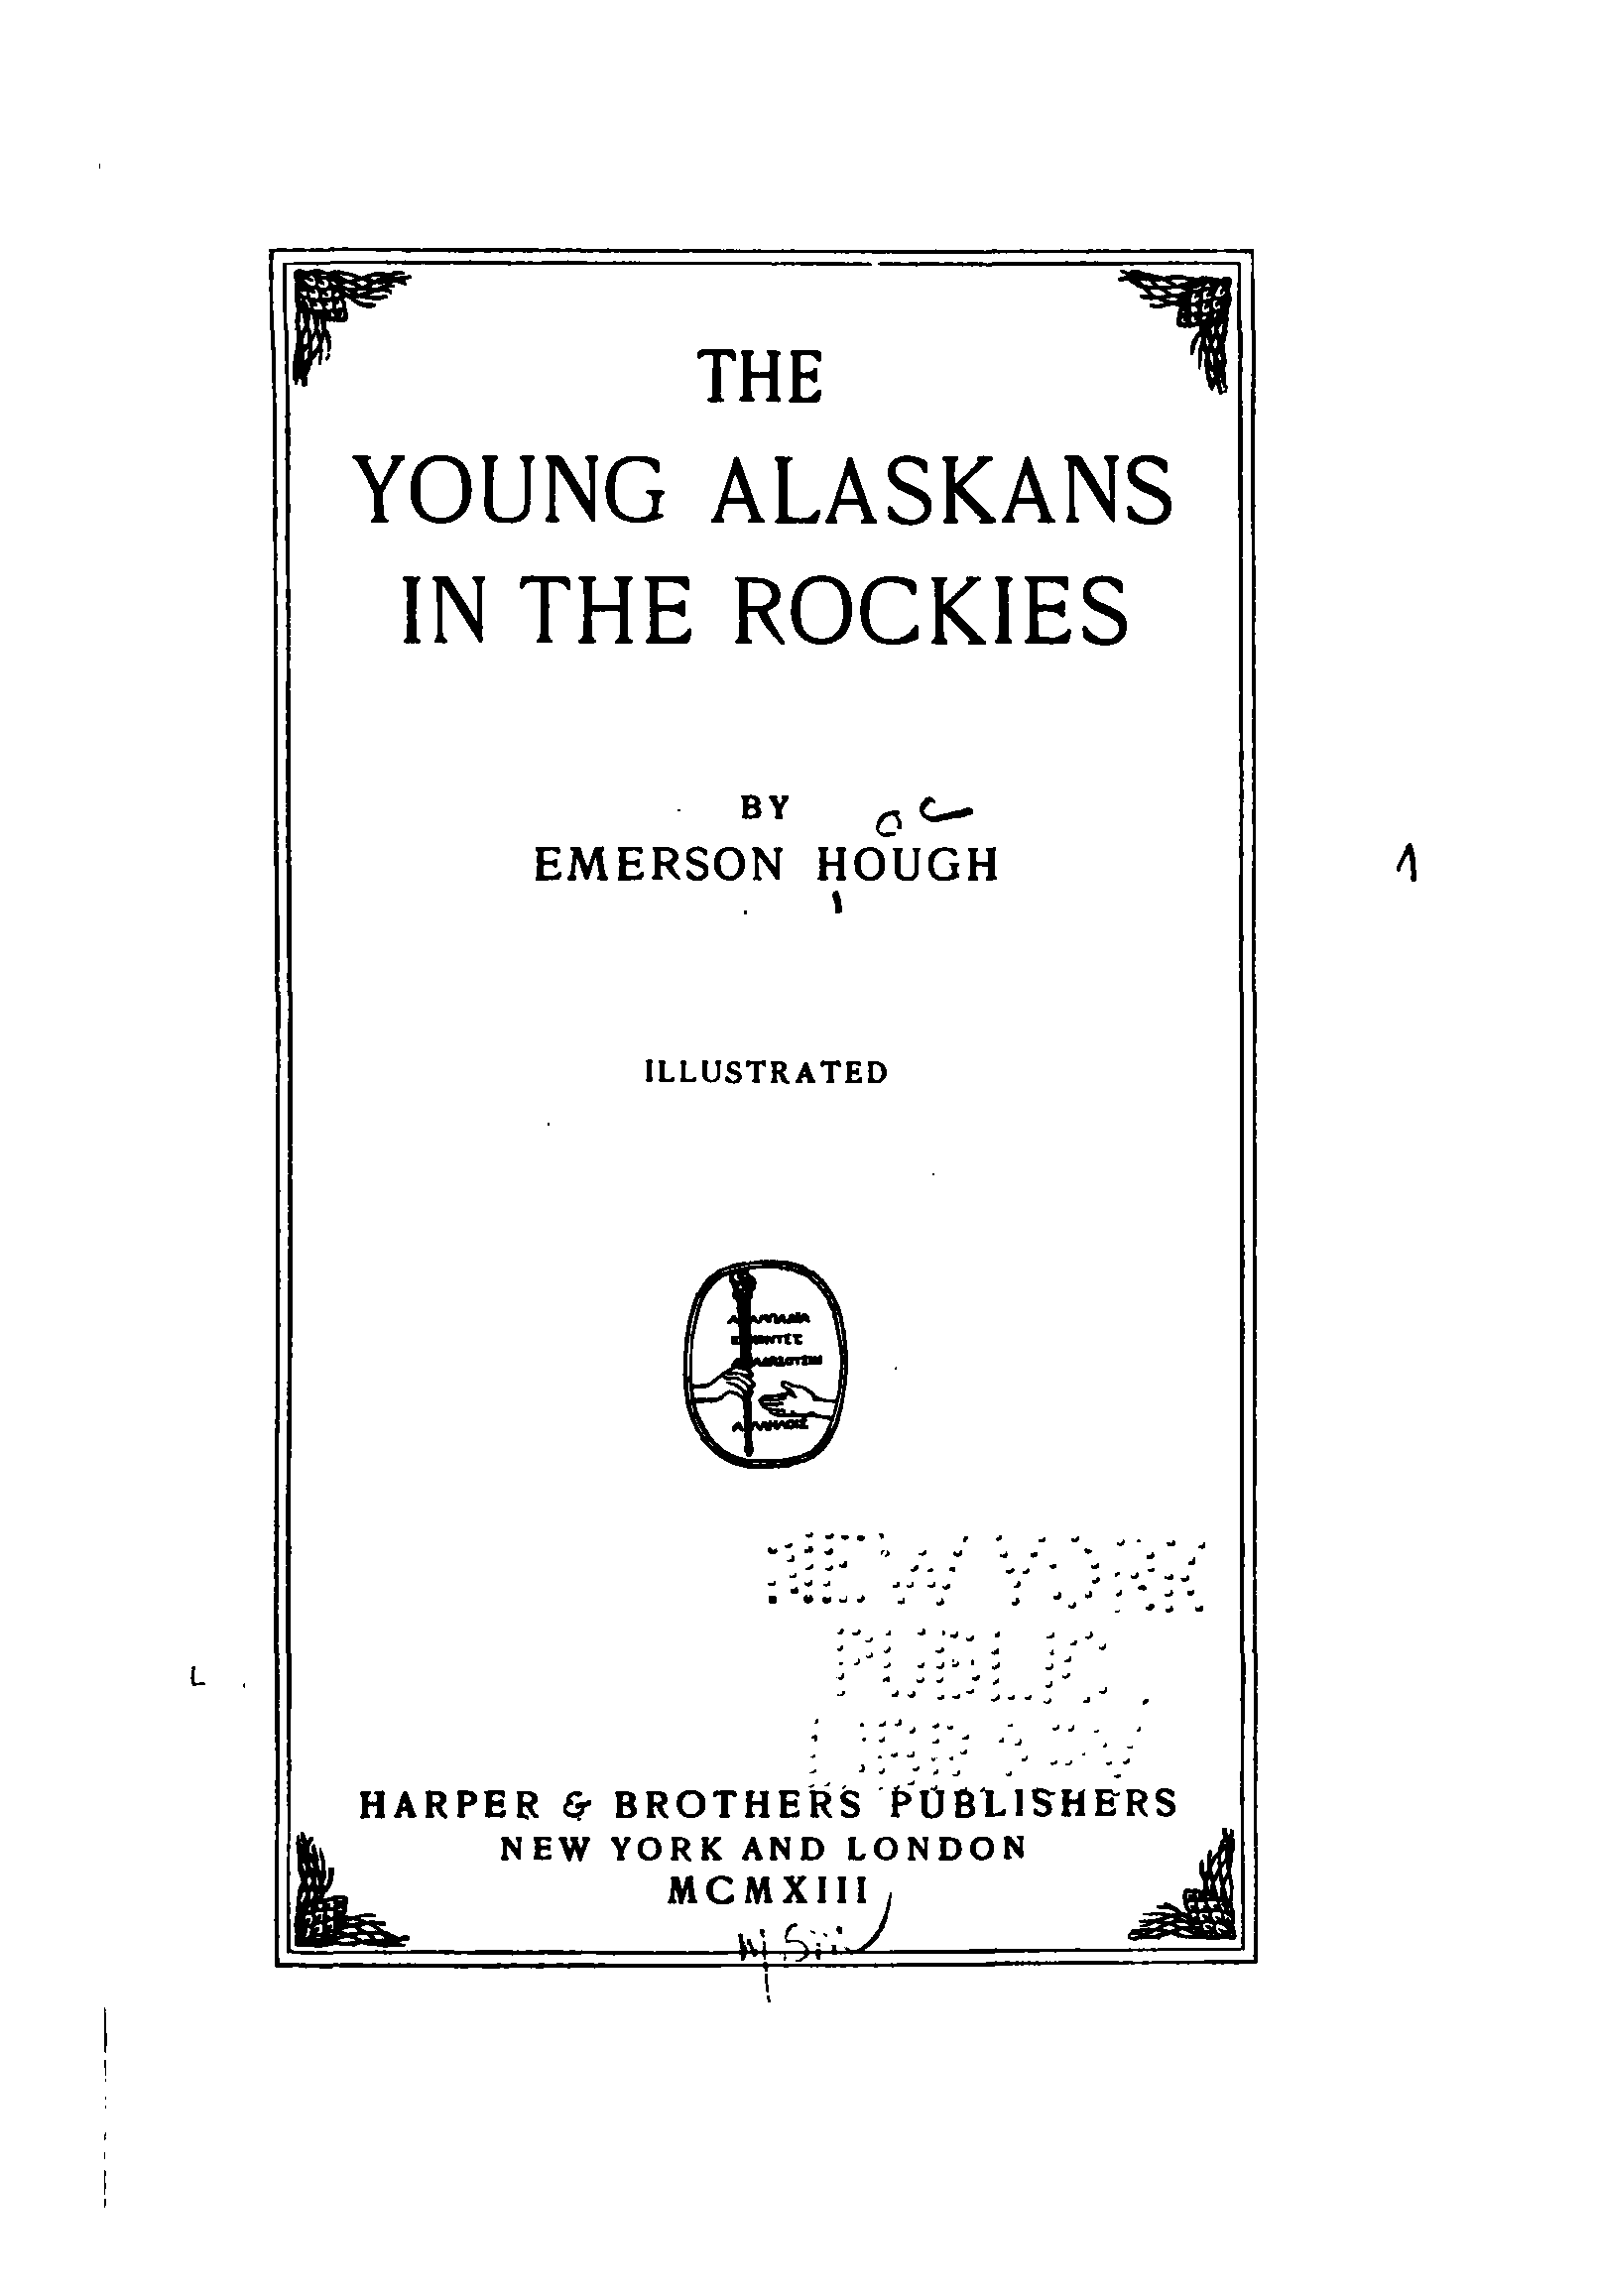 THE
YOUNG ALASKANS
IN THE ROCKIES
BY
EMERSON HOUGH
ILLUSTRATED
NEW YORK
PUBLIC
LIBRARY
HARPER & BROTHERS PUBLISHERS
NEW YORK AND LONDON
MCMXIII